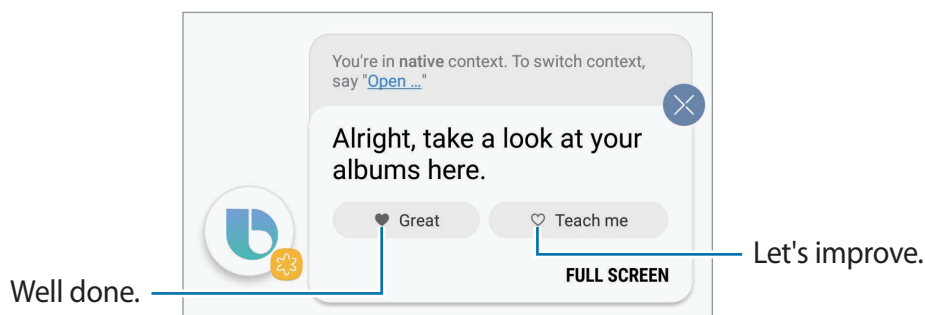 You're in native context. To switch context,
say "Open ..."
Alright, take a look at your
albums here.
Great
Teach me
Let's improve.
FULL SCREEN
Well done.